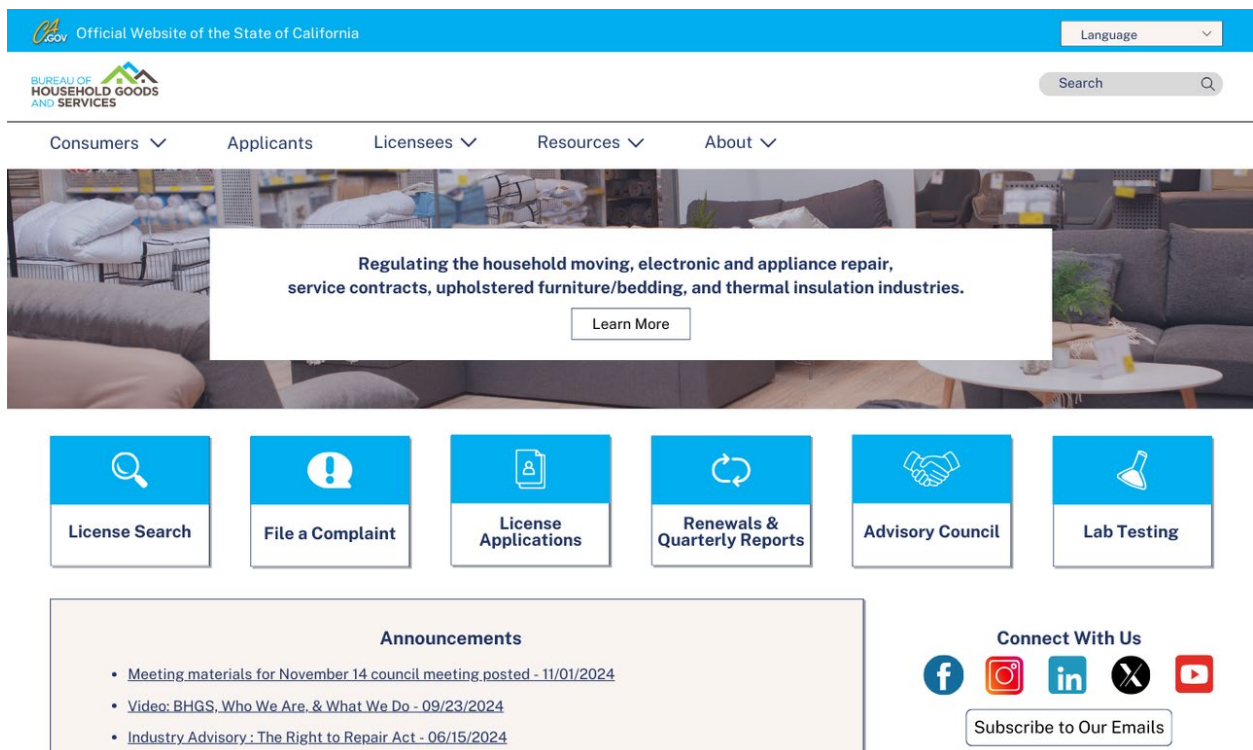 CA.GOV Official Website of the State of California
Language
BUREAU OF
HOUSEHOLD GOODS
AND SERVICES
Search
Consumers
Applicants
Licensees
Resources
About
Regulating the household moving, electronic and appliance repair,
service contracts, upholstered furniture/bedding, and thermal insulation industries.
Learn More
License Search
File a Complaint
License
Applications
Renewals &
Quarterly Reports
Advisory Council
Lab Testing
Announcements
• Meeting materials for November 14 council meeting posted - 11/01/2024
• Video: BHGS, Who We Are, & What We Do - 09/23/2024
• Industry Advisory : The Right to Repair Act - 06/15/2024
Connect With Us
Subscribe to Our Emails